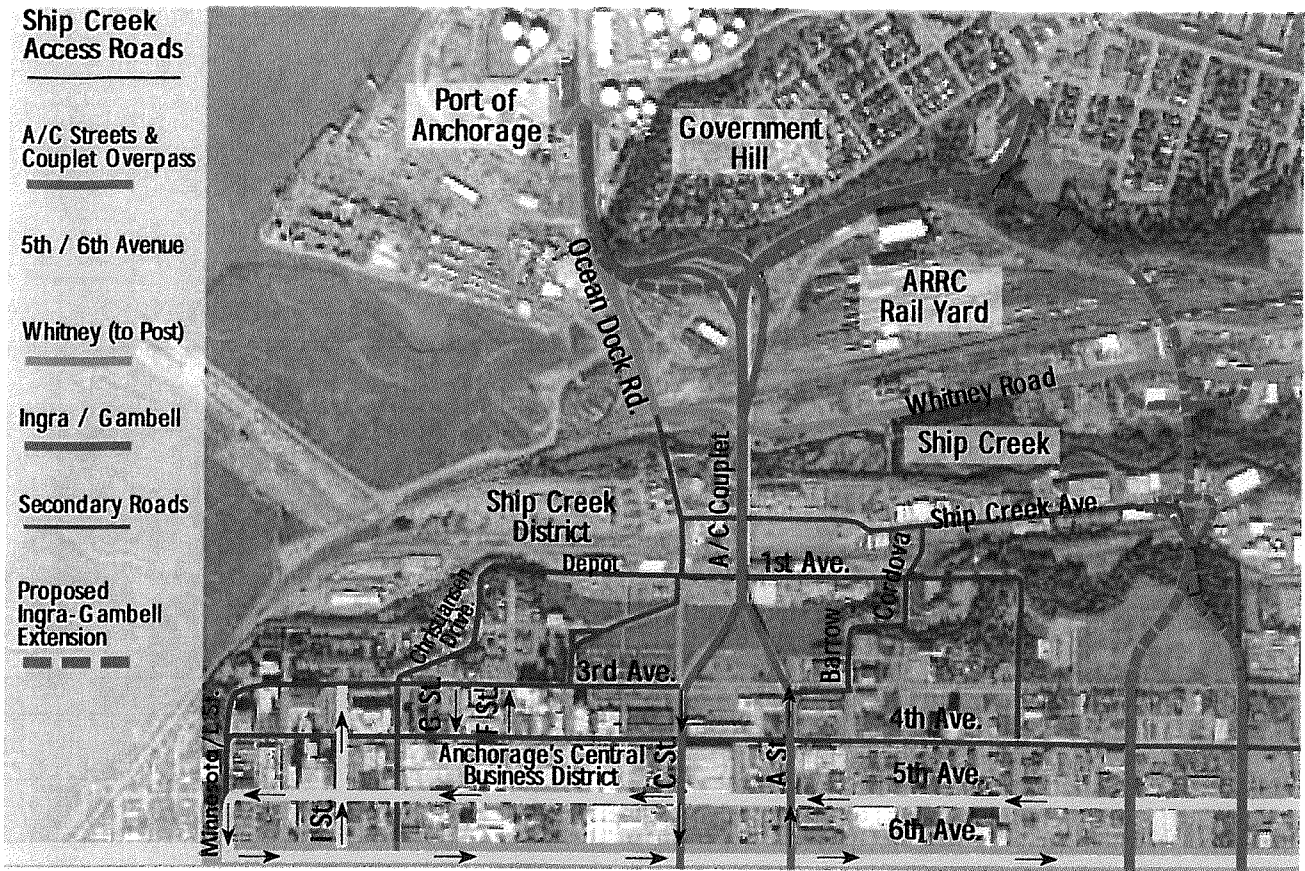 Ship Creek
Access Roads
A/C Streets &
Couplet Overpass
5th / 6th Avenue
Whitney (to Post)
Ingra / Gambell
Secondary Roads
Proposed
Ingra-Gambell
Extension
Port of
Anchorage
Government
Hill
Ocean Dock Rd.
ARRC
Rail Yard
Whitney Road
Ship Creek
A/C Couplet
Ship Creek
District
Ship Creek Ave.
Depot
1st Ave.
Cordova
Christianson
Drive
Barrow
3rd Ave.
G St.
F St.
4th Ave.
Anchorage's Central
Business District
C St
A St
5th Ave.
I St.
6th Ave.
Minnesota/L St.